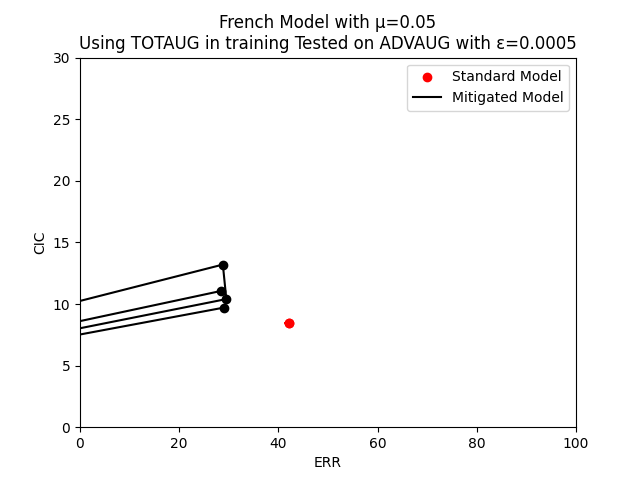 French Model with μ=0.05
Using TOTAUG in training Tested on ADVAUG with ε=0.0005
Standard Model
Mitigated Model
30
25
20
15
10
5
0
CIC
0 20 40 60 80 100
ERR